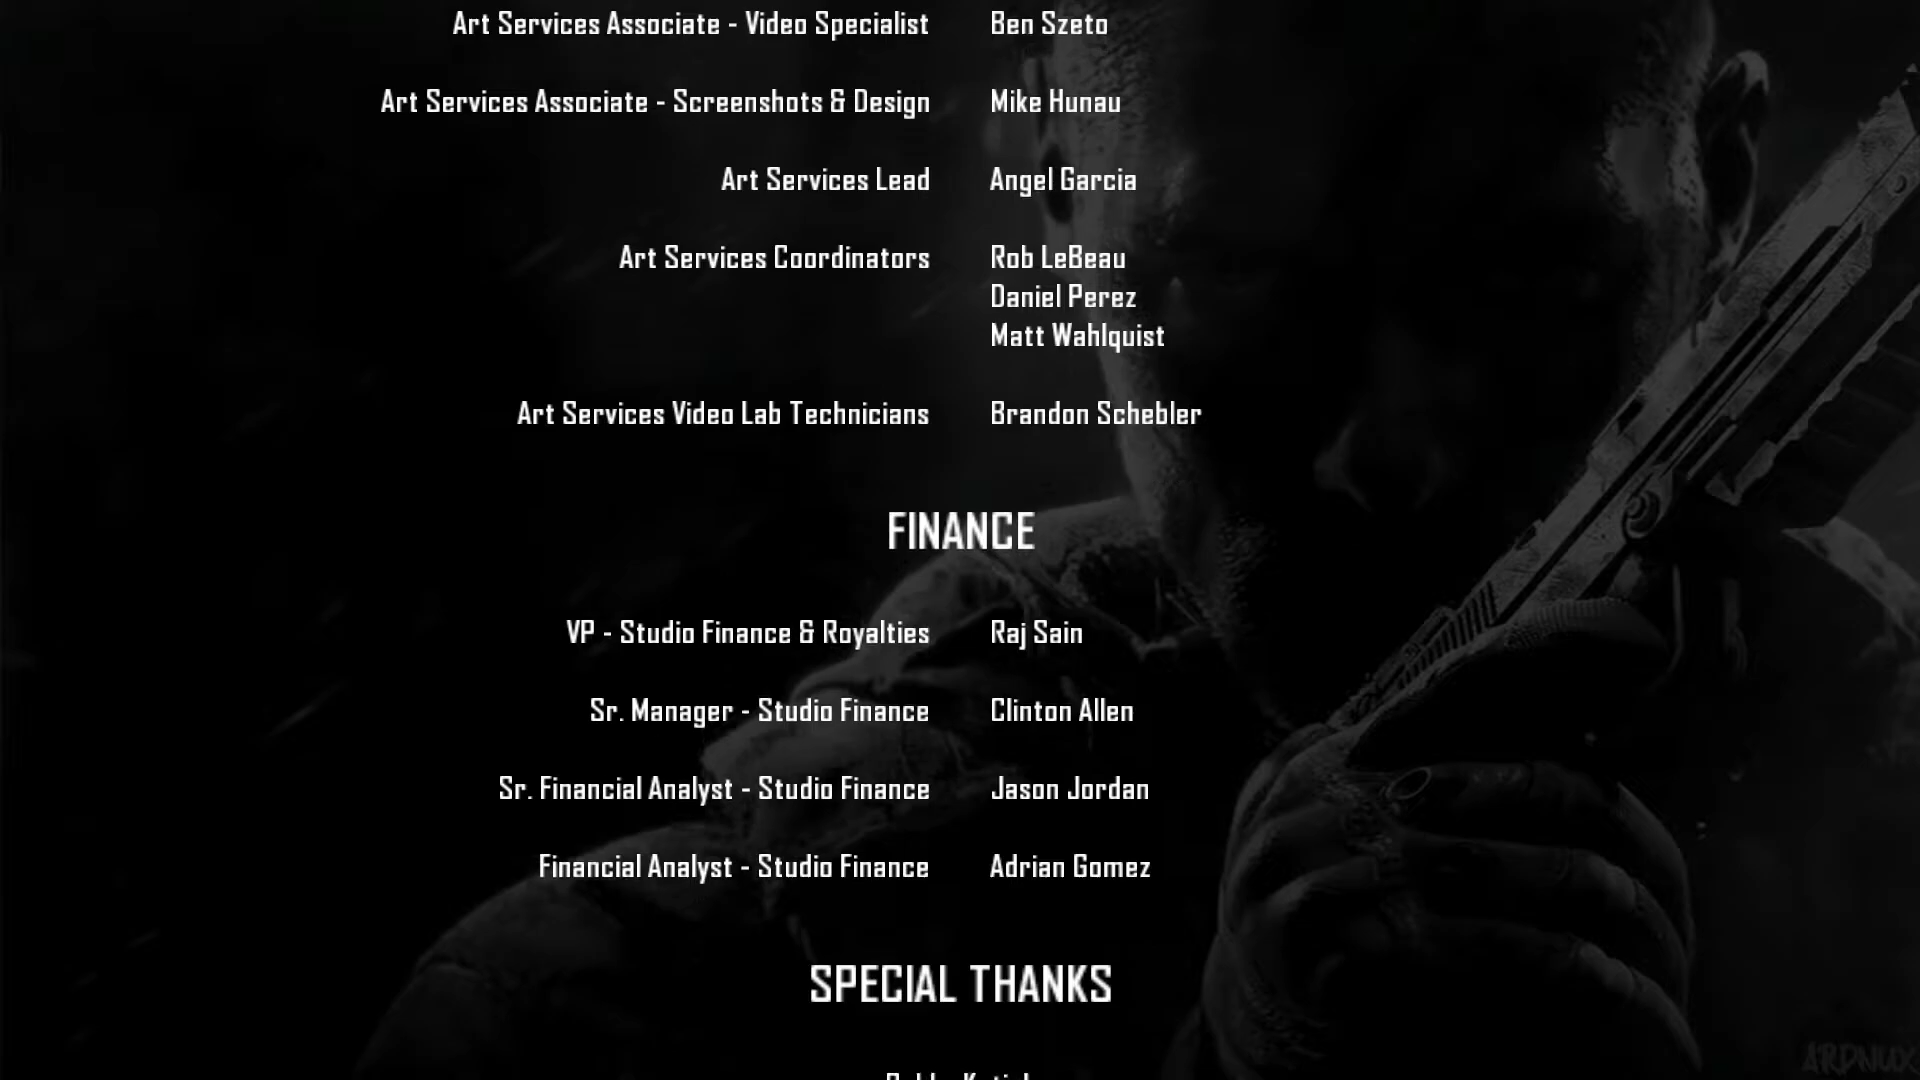 Art Services Associate - Video Specialist Ben Szeto
Art Services Associate - Screenshots & Design Mike Hunau
Art Services Lead Angel Garcia
Art Services Coordinators Rob LeBeau
Daniel Perez
Matt Wahlquist
Art Services Video Lab Technicians Brandon Schebler
FINANCE
VP - Studio Finance & Royalties Raj Sain
Sr. Manager - Studio Finance Clinton Allen
Sr. Financial Analyst - Studio Finance Jason Jordan
Financial Analyst - Studio Finance Adrian Gomez
SPECIAL THANKS
ARDNUX